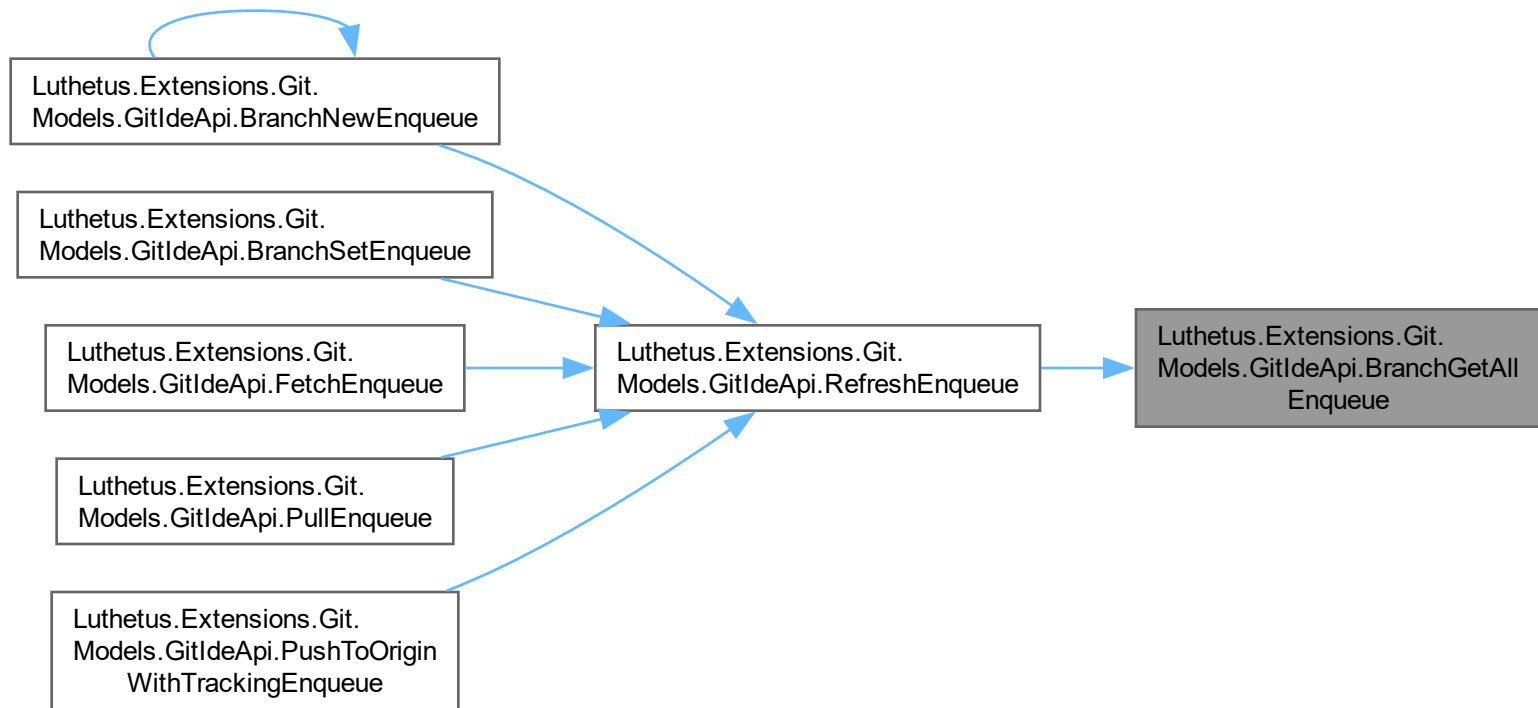 Luthetus.Extensions.Git.
Models.GitIdeApi.BranchNewEnqueue
Luthetus.Extensions.Git.
Models.GitIdeApi.BranchSetEnqueue
Luthetus.Extensions.Git.
Models.GitIdeApi.FetchEnqueue
Luthetus.Extensions.Git.
Models.GitIdeApi.PullEnqueue
Luthetus.Extensions.Git.
Models.GitIdeApi.PushToOrigin
WithTrackingEnqueue
Luthetus.Extensions.Git.
Models.GitIdeApi.RefreshEnqueue
Luthetus.Extensions.Git.
Models.GitIdeApi.BranchGetAll
Enqueue